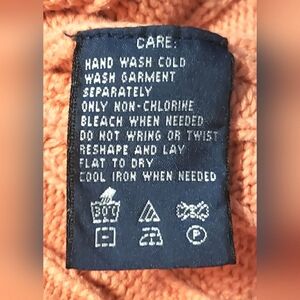 CARE:
HAND WASH COLD
WASH GARMENT
SEPARATELY
ONLY NON-CHLORINE
BLEACH WHEN NEEDED
DO NOT WRING OR TWIST
RESHAPE AND LAY
FLAT TO DRY
COOL IRON WHEN NEEDED
30°C
P